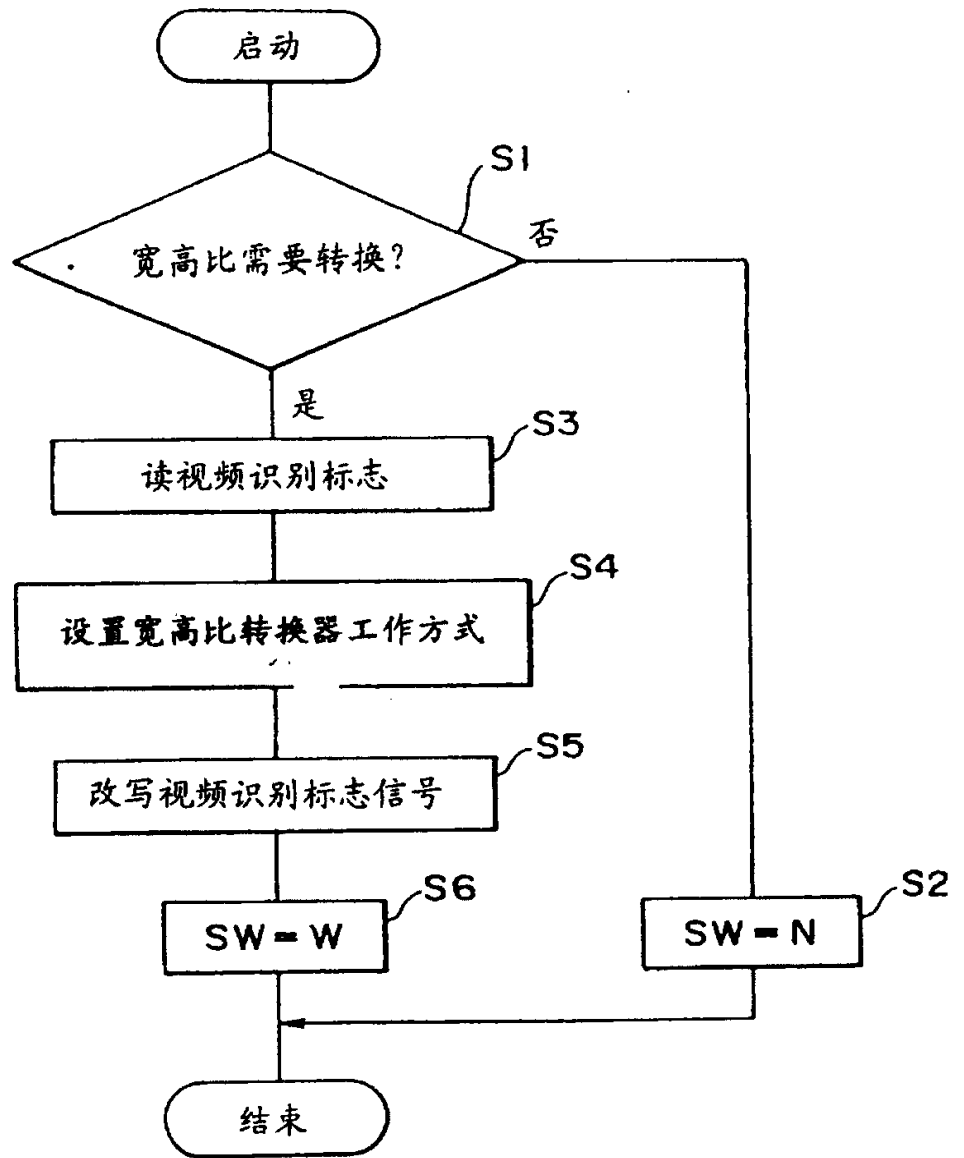 启动
S1
宽高比需要转换?
否
是
S3
读视频识别标志
S4
设置宽高比转换器工作方式
S5
改写视频识别标志信号
S6
SW=W
S2
SW=N
结束